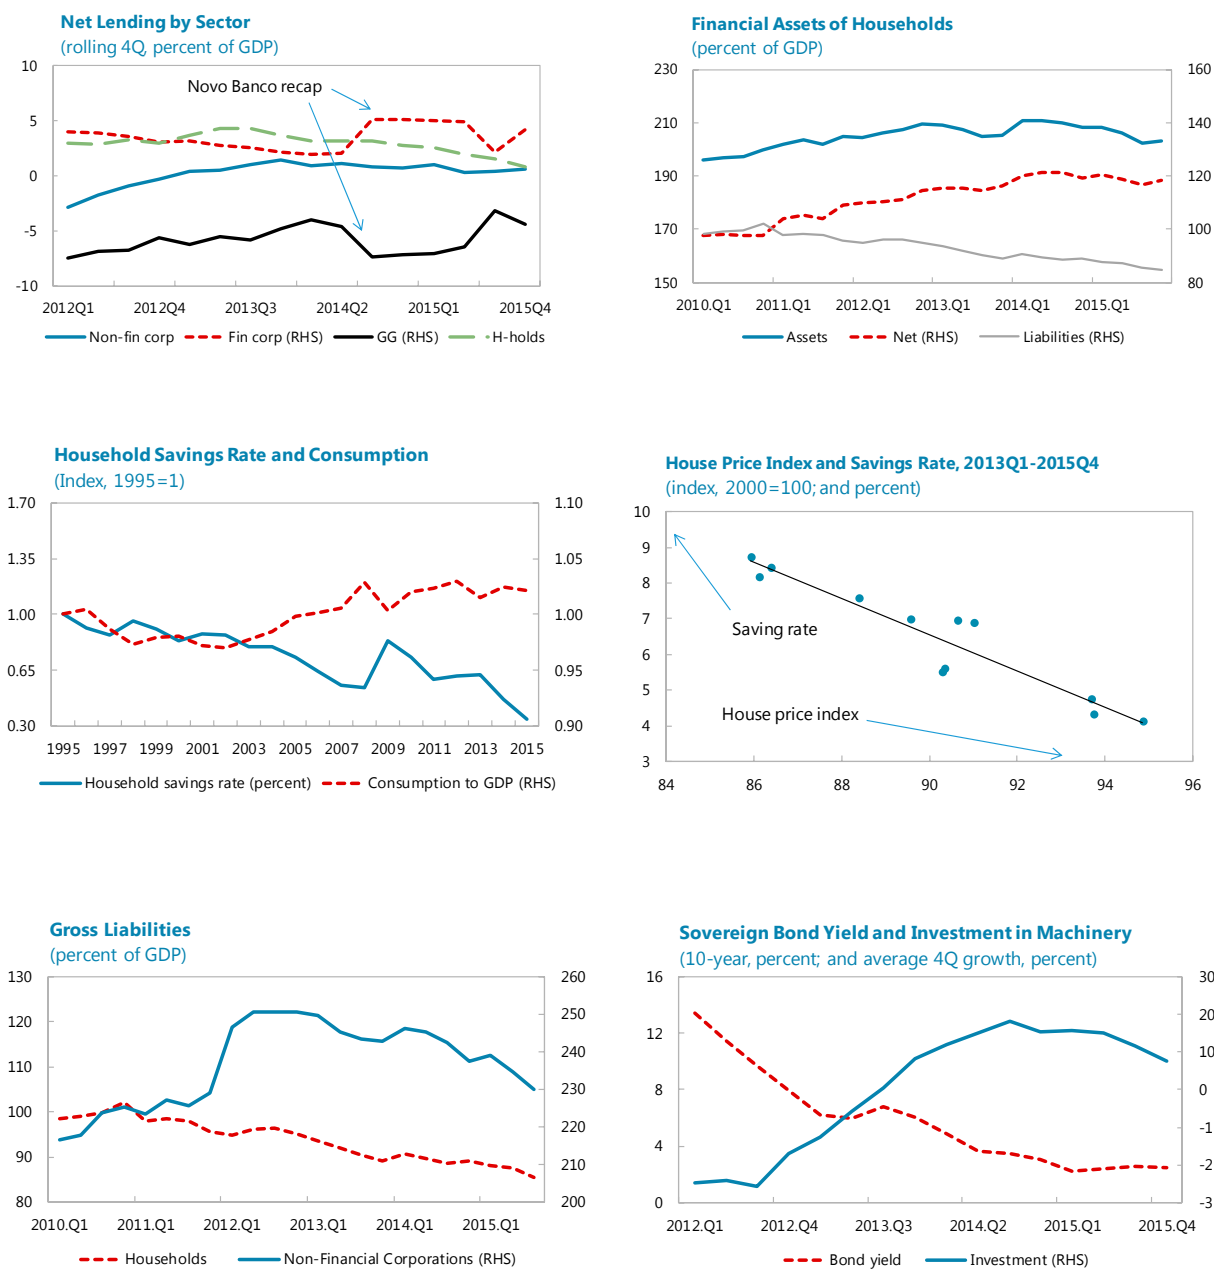 Net Lending by Sector
(rolling 4Q, percent of GDP)
10
5
0
-5
-10
Novo Banco recap
2012Q1 2012Q4 2013Q3 2014Q2 2015Q1 2015Q4
Non-fin corp Fin corp (RHS) GG (RHS) H-holds
Financial Assets of Households
(percent of GDP)
230 160
210 140
190 120
170 100
150 80
2010.Q1 2011.Q1 2012.Q1 2013.Q1 2014.Q1 2015.Q1
Assets Net (RHS) Liabilities (RHS)
Household Savings Rate and Consumption
(Index, 1995=1)
1.70 1.10
1.35 1.05
1.00 1.00
0.65 0.95
0.30 0.90
1995 1997 1999 2001 2003 2005 2007 2009 2011 2013 2015
Household savings rate (percent) Consumption to GDP (RHS)
House Price Index and Savings Rate, 2013Q1-2015Q4
(index, 2000=100; and percent)
10
9
8
7
6
5
4
3
Saving rate
House price index
84 86 88 90 92 94 96
Gross Liabilities
(percent of GDP)
130 260
120 250
110 240
100 230
90 220
80 210
200
2010.Q1 2011.Q1 2012.Q1 2013.Q1 2014.Q1 2015.Q1
Households Non-Financial Corporations (RHS)
Sovereign Bond Yield and Investment in Machinery
(10-year, percent; and average 4Q growth, percent)
16 30
12 20
8 10
4 0
0 -1
-2
-3
2012.Q1 2012.Q4 2013.Q3 2014.Q2 2015.Q1 2015.Q4
Bond yield Investment (RHS)